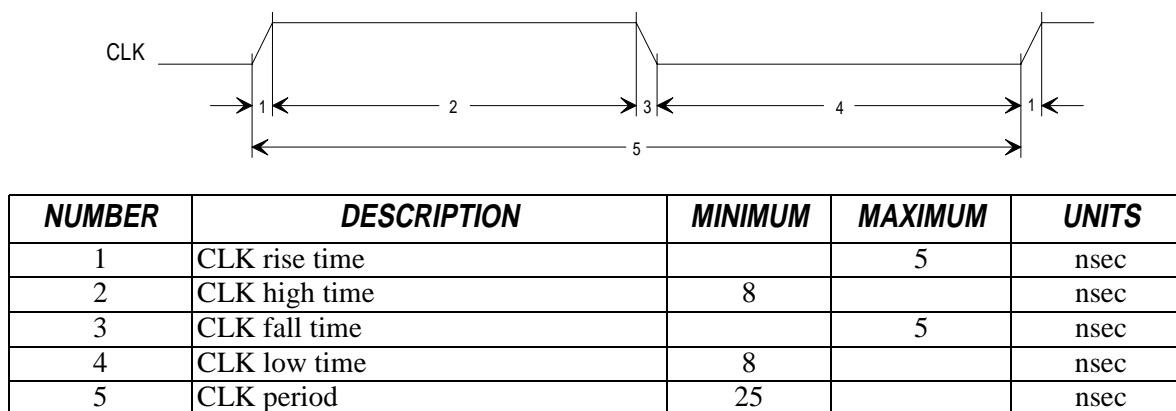 CLK
1 2 3 4 1
5
NUMBER DESCRIPTION MINIMUM MAXIMUM UNITS
1 CLK rise time 5 nsec
2 CLK high time 8 nsec
3 CLK fall time 5 nsec
4 CLK low time 8 nsec
5 CLK period 25 nsec